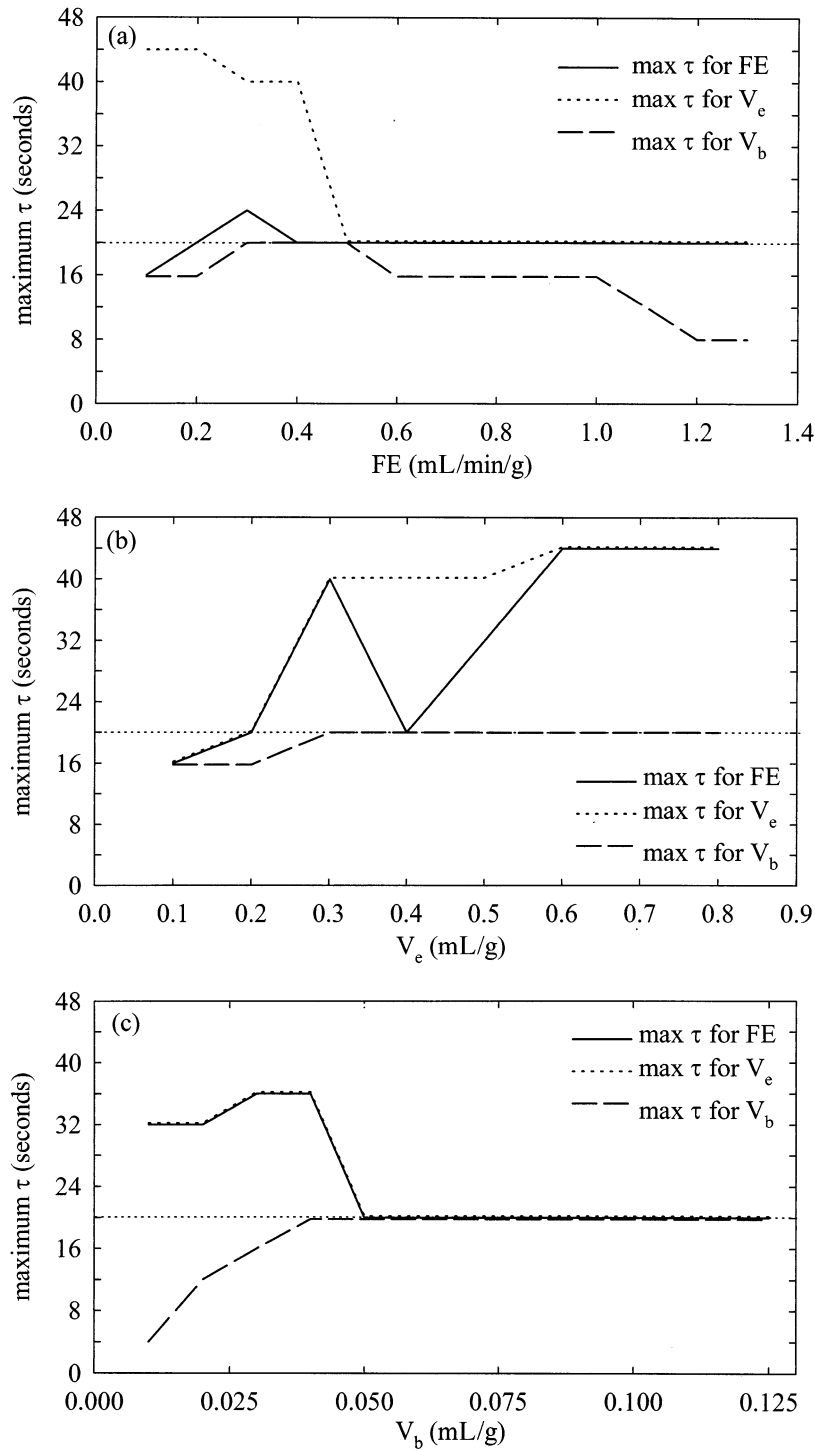 (a)
48
40
32
24
16
8
0
maximum τ (seconds)
max τ for FE
max τ for Ve
max τ for Vb
0.0 0.2 0.4 0.6 0.8 1.0 1.2 1.4
FE (mL/min/g)
(b)
48
40
32
24
16
8
0
maximum τ (seconds)
max τ for FE
max τ for Ve
max τ for Vb
0.0 0.1 0.2 0.3 0.4 0.5 0.6 0.7 0.8 0.9
Ve (mL/g)
(c)
48
40
32
24
16
8
0
maximum τ (seconds)
max τ for FE
max τ for Ve
max τ for Vb
0.000 0.025 0.050 0.075 0.100 0.125
Vb (mL/g)